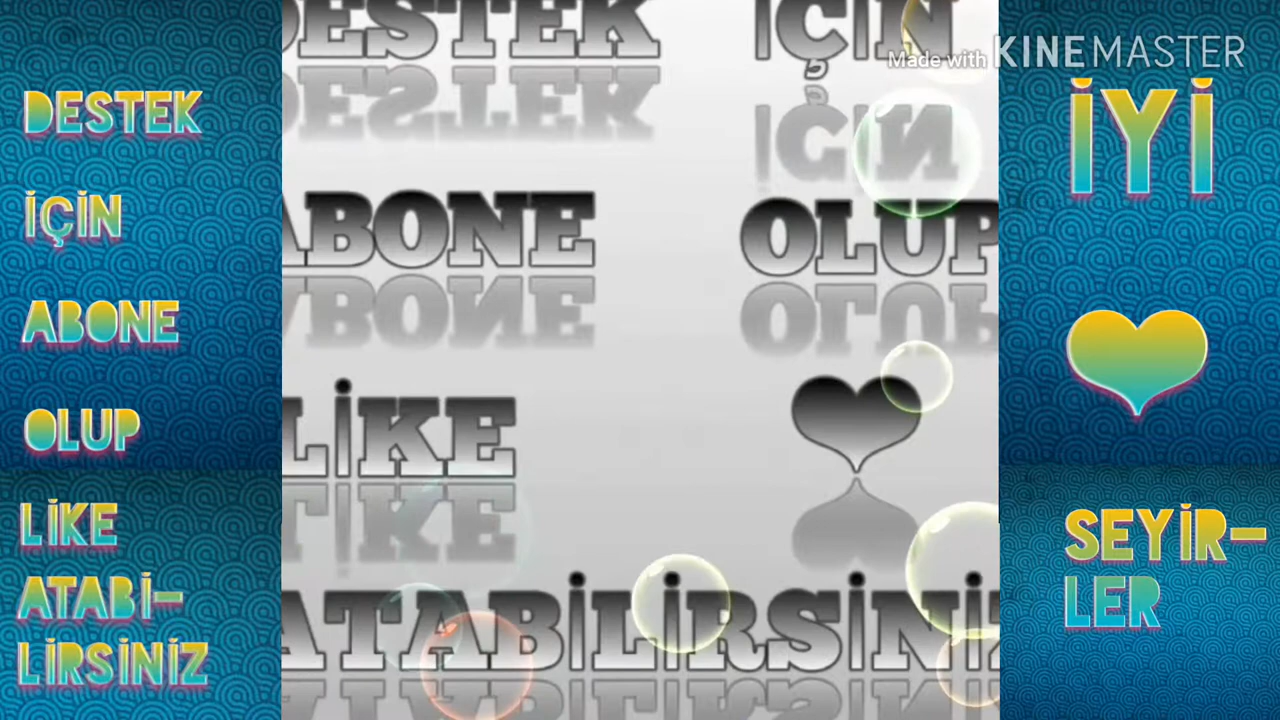 DESTEK
İÇİN
ABONE
OLUP
LİKE
ATABİ-
LİRSİNİZ
DESTEK İÇİN
ABONE OLUP
LİKE ♥
ATABİLİRSİNİZ
Made with KINEMASTER
İYİ
♥
SEYİR-
LER